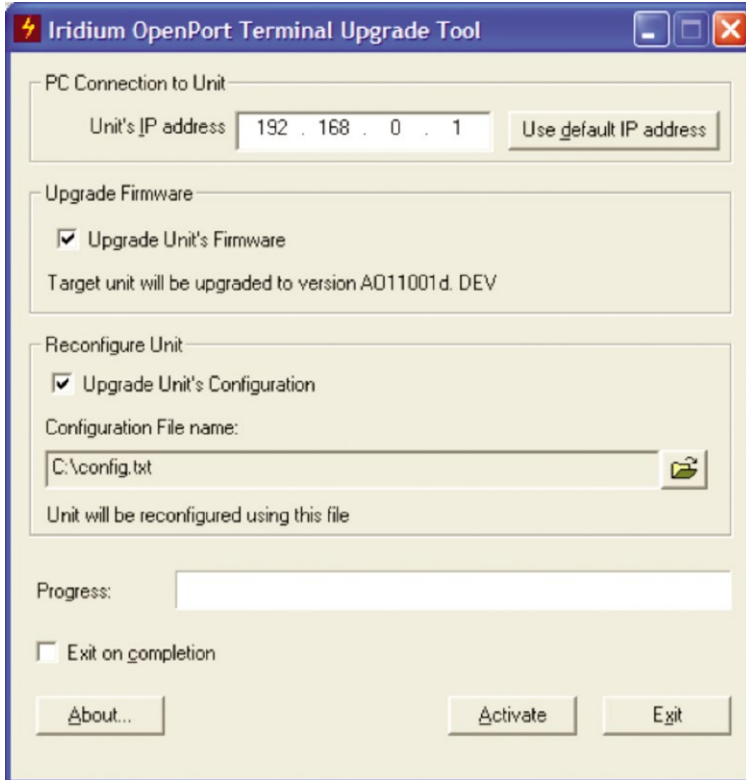 Iridium OpenPort Terminal Upgrade Tool
PC Connection to Unit
Unit's IP address 192 . 168 . 0 . 1 Use default IP address
Upgrade Firmware
Upgrade Unit's Firmware
Target unit will be upgraded to version AO11001d. DEV
Reconfigure Unit
Upgrade Unit's Configuration
Configuration File name:
C:\config.txt
Unit will be reconfigured using this file
Progress:
Exit on completion
About... Activate Exit